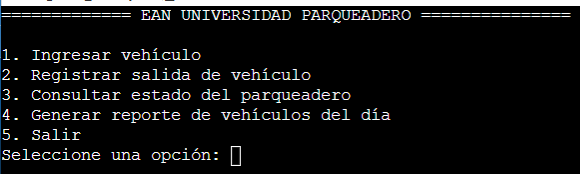 ============= EAN UNIVERSIDAD PARQUEADERO ===============
1. Ingresar vehículo
2. Registrar salida de vehículo
3. Consultar estado del parqueadero
4. Generar reporte de vehículos del día
5. Salir
Seleccione una opción: